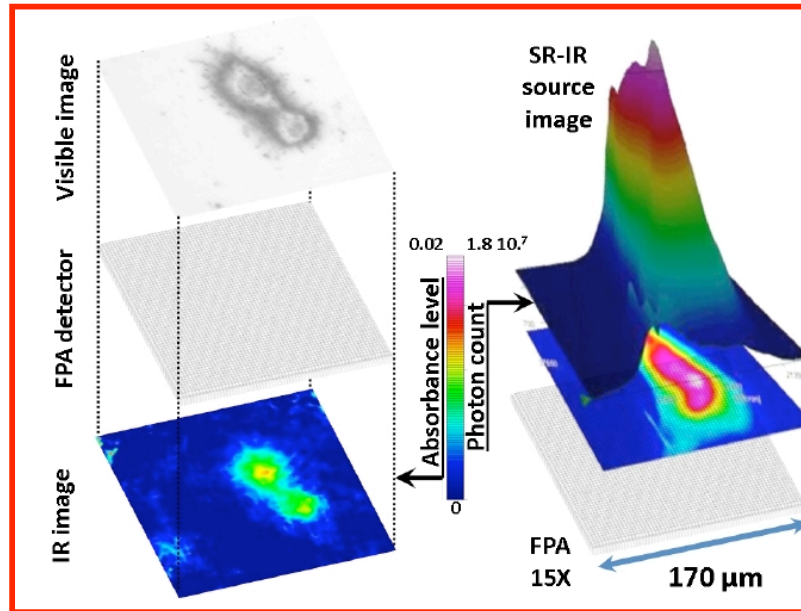 Visible image
FPA detector
IR image
SR-IR
source
image
0.02
1.8 10.⁷
Absorbance level
Photon count
0
FPA
15X
170 µm